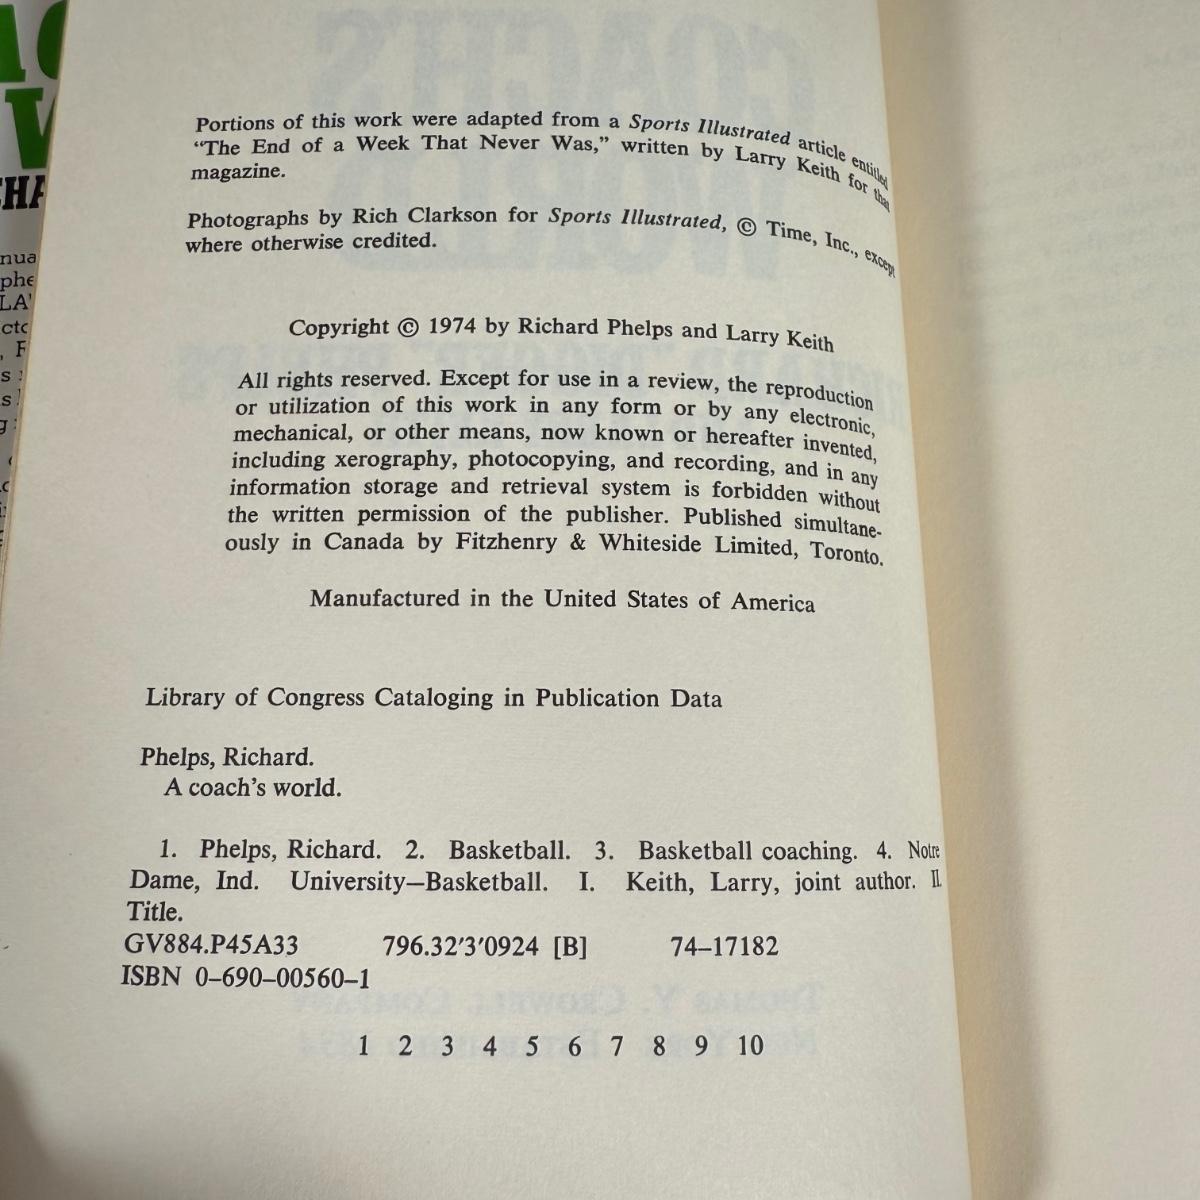 Portions of this work were adapted from a Sports Illustrated article entitled
“The End of a Week That Never Was,” written by Larry Keith for that
magazine.
Photographs by Rich Clarkson for Sports Illustrated, © Time, Inc., except
where otherwise credited.
Copyright © 1974 by Richard Phelps and Larry Keith
All rights reserved. Except for use in a review, the reproduction
or utilization of this work in any form or by any electronic,
mechanical, or other means, now known or hereafter invented,
including xerography, photocopying, and recording, and in any
information storage and retrieval system is forbidden without
the written permission of the publisher. Published simultane-
ously in Canada by Fitzhenry & Whiteside Limited, Toronto.
Manufactured in the United States of America
Library of Congress Cataloging in Publication Data
Phelps, Richard.
A coach’s world.
1. Phelps, Richard. 2. Basketball. 3. Basketball coaching. 4. Notre
Dame, Ind. University—Basketball. I. Keith, Larry, joint author. II.
Title.
GV884.P45A33 796.32′3′0924 [B] 74–17182
ISBN 0–690–00560–1
1 2 3 4 5 6 7 8 9 10